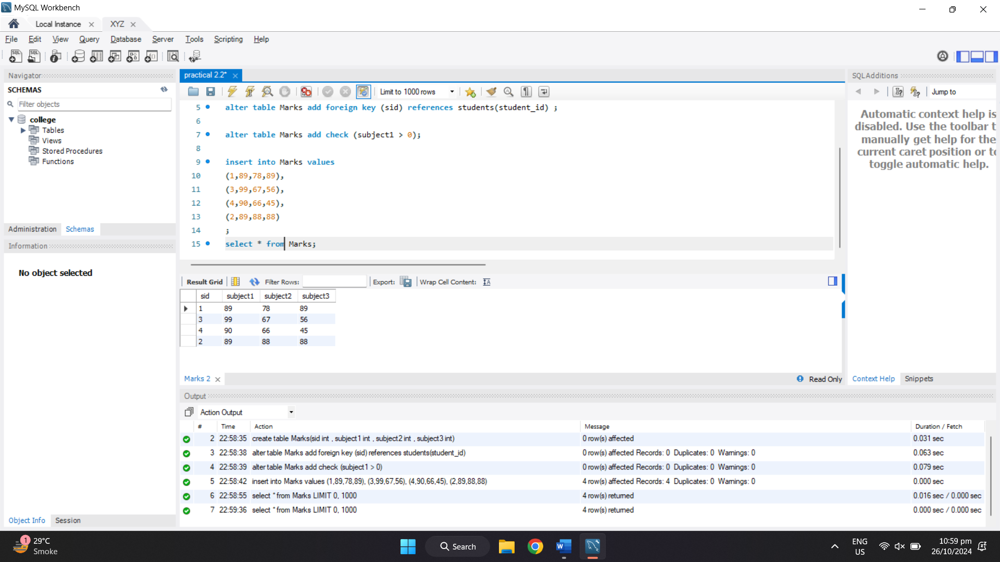 MySQL Workbench
Local Instance
XYZ
File Edit View Query Database Server Tools Scripting Help
Navigator
SCHEMAS
Filter objects
college
Tables
Views
Stored Procedures
Functions
Administration Schemas
Information
No object selected
Object Info Session
practical 2.2*
Limit to 1000 rows
5 alter table Marks add foreign key (sid) references students(student_id) ;
6
7 alter table Marks add check (subject1 > 0);
8
9 insert into Marks values
10 (1,89,78,89),
11 (3,99,67,56),
12 (4,90,66,45),
13 (2,89,88,88)
14 ;
15 select * from Marks;
Result Grid Filter Rows: Export: Wrap Cell Content:
sid subject1 subject2 subject3
1 89 78 89
3 99 67 56
4 90 66 45
2 89 88 88
Marks 2
Read Only
SQLAdditions
Jump to
Automatic context help is
disabled. Use the toolbar t
manually get help for the
current caret position or to
toggle automatic help.
Context Help Snippets
Output
Action Output
# Time Action Message Duration / Fetch
2 22:58:35 create table Marks(sid int , subject1 int , subject2 int , subject3 int) 0 row(s) affected 0.031 sec
3 22:58:38 alter table Marks add foreign key (sid) references students(student_id) 0 row(s) affected Records: 0 Duplicates: 0 Warnings: 0 0.063 sec
4 22:58:39 alter table Marks add check (subject1 > 0) 0 row(s) affected Records: 0 Duplicates: 0 Warnings: 0 0.079 sec
5 22:58:42 insert into Marks values (1,89,78,89), (3,99,67,56), (4,90,66,45), (2,89,88,88) 4 row(s) affected Records: 4 Duplicates: 0 Warnings: 0 0.000 sec
6 22:58:55 select * from Marks LIMIT 0, 1000 4 row(s) returned 0.016 sec / 0.000 sec
7 22:59:36 select * from Marks LIMIT 0, 1000 4 row(s) returned 0.000 sec / 0.000 sec
1
29°C
Smoke
Search
ENG
US
10:59 pm
26/10/2024